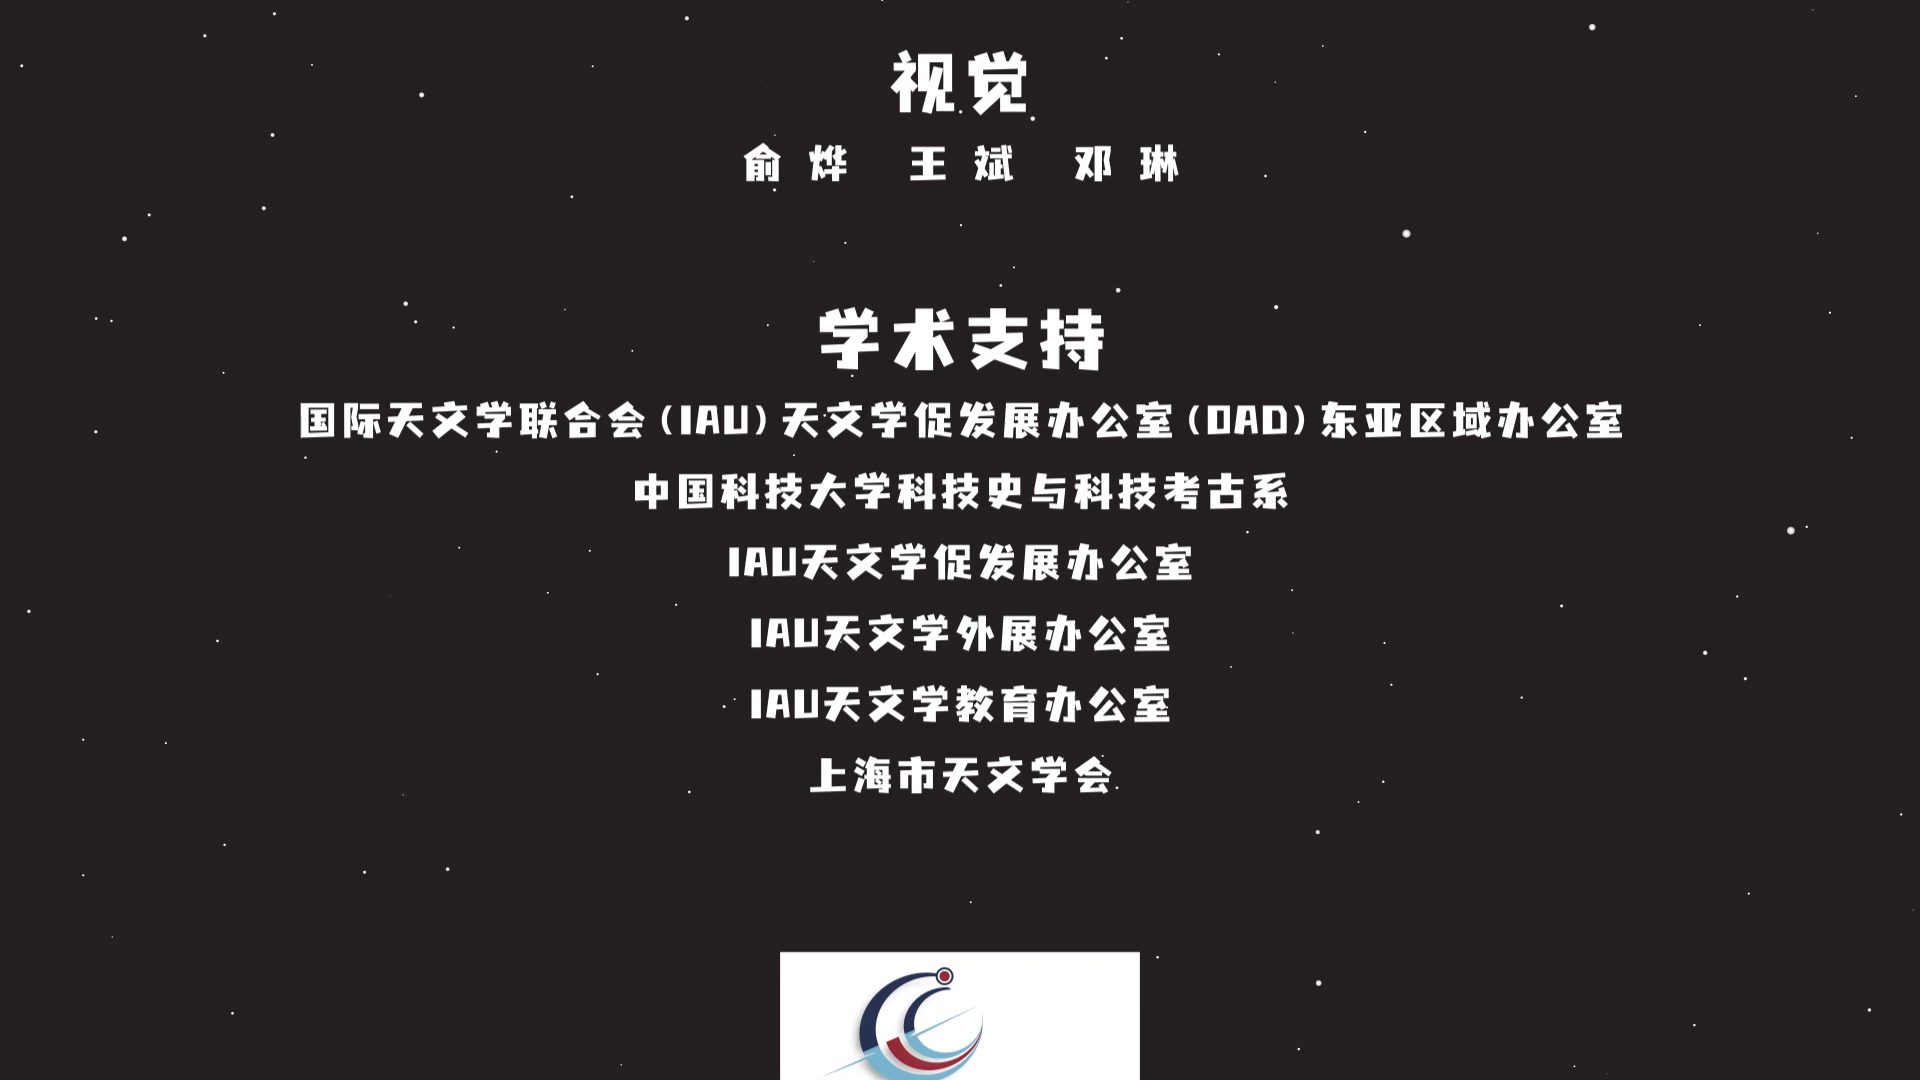 视觉
俞烨 王斌 邓琳
学术支持
国际天文学联合会(IAU)天文学促发展办公室(OAD)东亚区域办公室
中国科技大学科技史与科技考古系
IAU天文学促发展办公室
IAU天文学外展办公室
IAU天文学教育办公室
上海市天文学会